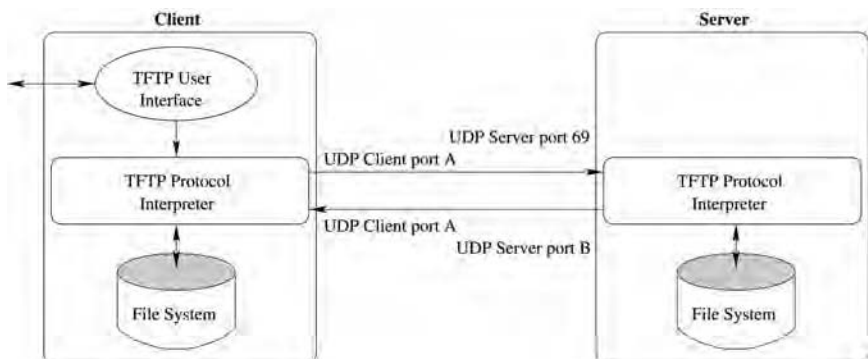 Client
Server
TFTP User
Interface
UDP Server port 69
UDP Client port A
TFTP Protocol
Interpreter
TFTP Protocol
Interpreter
UDP Client port A
UDP Server port B
File System
File System